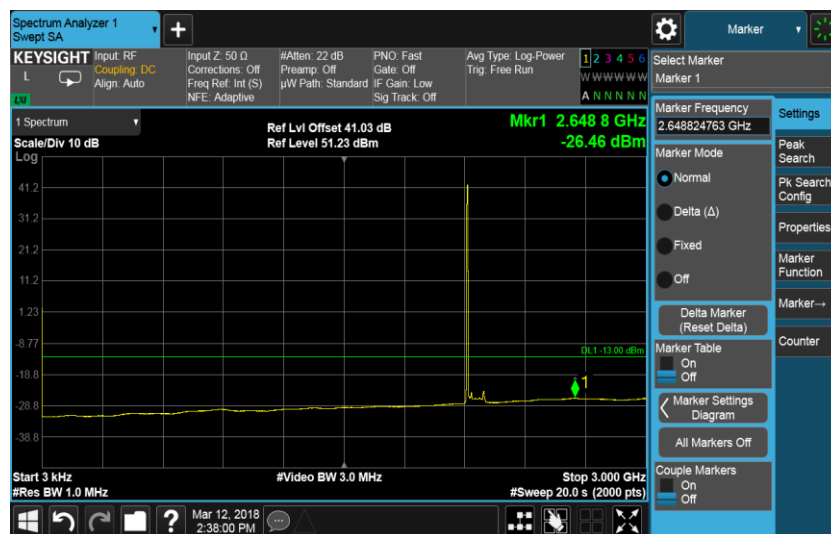 Spectrum Analyzer 1
Swept SA
+
Marker
KEYSIGHT
L
LXI
Input: RF
Coupling: DC
Align: Auto
Input Z: 50 Ω
Corrections: Off
Freq Ref: Int (S)
NFE: Adaptive
#Atten: 22 dB
Preamp: Off
µW Path: Standard
PNO: Fast
Gate: Off
IF Gain: Low
Sig Track: Off
Avg Type: Log-Power
Trig: Free Run
1 2 3 4 5 6
W W W W W W
A N N N N N
1 Spectrum
Scale/Div 10 dB
Ref Lvl Offset 41.03 dB
Ref Level 51.23 dBm
Mkr1 2.648 8 GHz
-26.46 dBm
Log
41.2
31.2
21.2
11.2
1.23
-8.77
-18.8
-28.8
-38.8
DL1 -13.00 dBm
1
Start 3 kHz
#Res BW 1.0 MHz
#Video BW 3.0 MHz
Stop 3.000 GHz
#Sweep 20.0 s (2000 pts)
?
Mar 12, 2018
2:38:00 PM
Select Marker
Marker 1
Marker Frequency
2.648824763 GHz
Marker Mode
Normal
Delta (Δ)
Fixed
Off
Delta Marker
(Reset Delta)
Marker Table
On
Off
Marker Settings
Diagram
All Markers Off
Couple Markers
On
Off
Settings
Peak
Search
Pk Search
Config
Properties
Marker
Function
Marker→
Counter